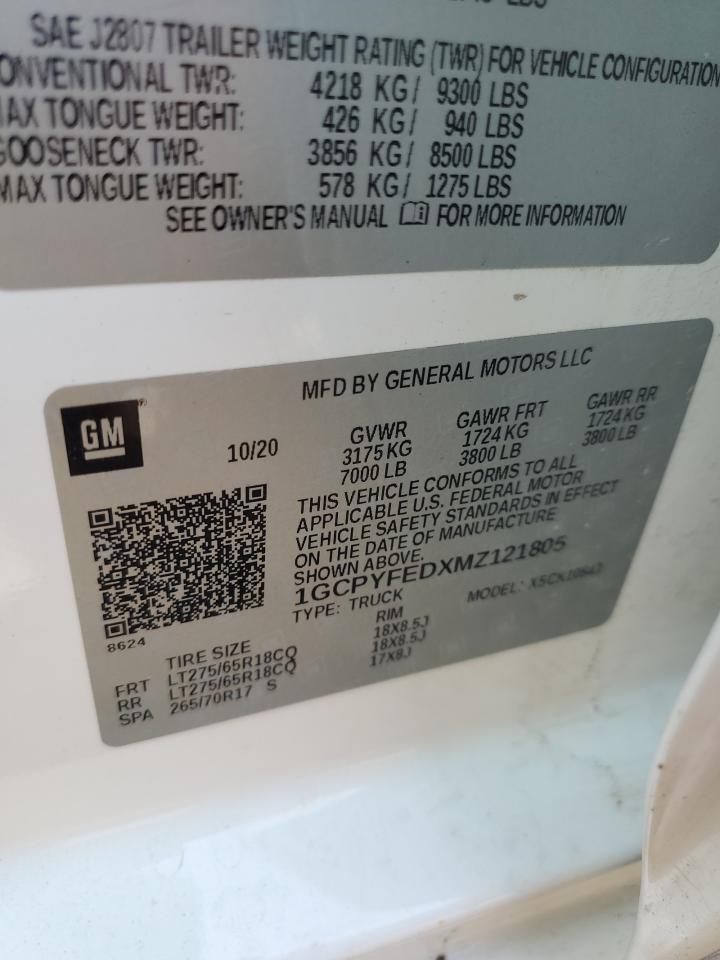 LBS
SAE J2807 TRAILER WEIGHT RATING (TWR) FOR VEHICLE CONFIGURATION
ONVENTIONAL TWR: 4218 KG/ 9300 LBS
MAX TONGUE WEIGHT: 426 KG/ 940 LBS
GOOSENECK TWR: 3856 KG/ 8500 LBS
MAX TONGUE WEIGHT: 578 KG/ 1275 LBS
SEE OWNER'S MANUAL FOR MORE INFORMATION
MFD BY GENERAL MOTORS LLC
GM ®
10/20
GVWR GAWR FRT GAWR RR
3175 KG 1724 KG 1724 KG
7000 LB 3800 LB 3800 LB
THIS VEHICLE CONFORMS TO ALL
APPLICABLE U.S. FEDERAL MOTOR
VEHICLE SAFETY STANDARDS IN EFFECT
ON THE DATE OF MANUFACTURE
SHOWN ABOVE.
1GCPYFEDXMZ121805
TYPE: TRUCK MODEL:
8624
TIRE SIZE RIM
FRT LT275/65R18CQ 18X8.5J
RR LT275/65R18CQ 18X8.5J
SPA 265/70R17 S 17X8J